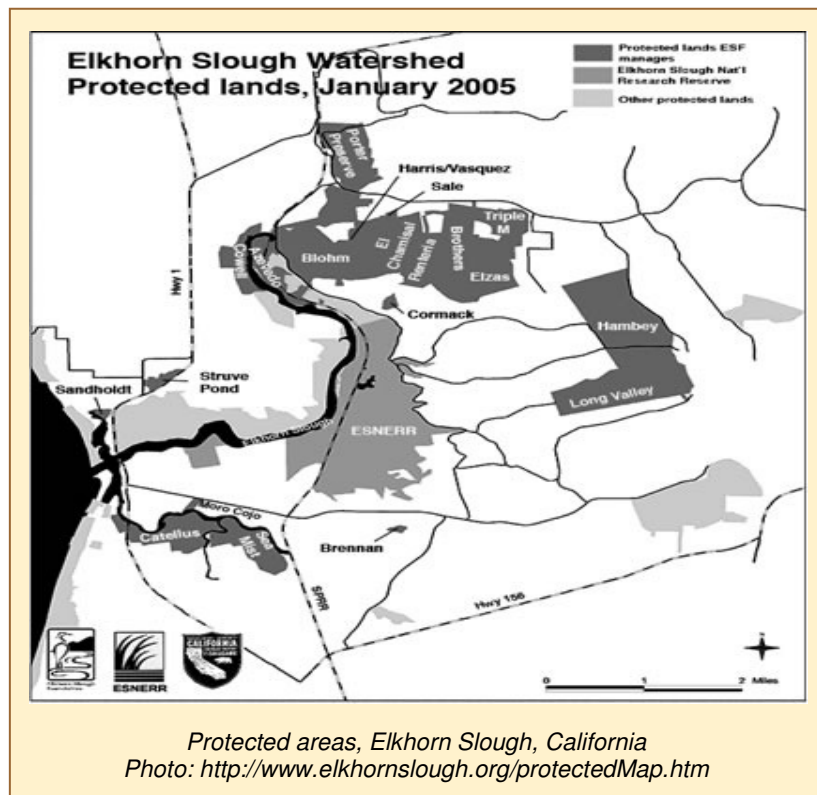 Elkhorn Slough Watershed
Protected lands, January 2005
Protected lands ESF
manages
Elkhorn Slough Nat'l
Research Reserve
Other protected lands
Porter
Preserve
Harris/Vasquez
Sale
Triple
M
Blohm
El
Chamisal
Renteria
Brothers
Elzas
Cowell
Azevedo
Hwy 1
Cormack
Hambey
Long Valley
Struve
Pond
Sandholdt
Elkhorn Slough
ESNERR
Moro Cojo
Catellus
Sea
Mist
Brennan
SPRR
Hwy 156
ESNERR
CALIFORNIA
0 1 2 Miles
Protected areas, Elkhorn Slough, California
Photo: http://www.elkhornslough.org/protectedMap.htm